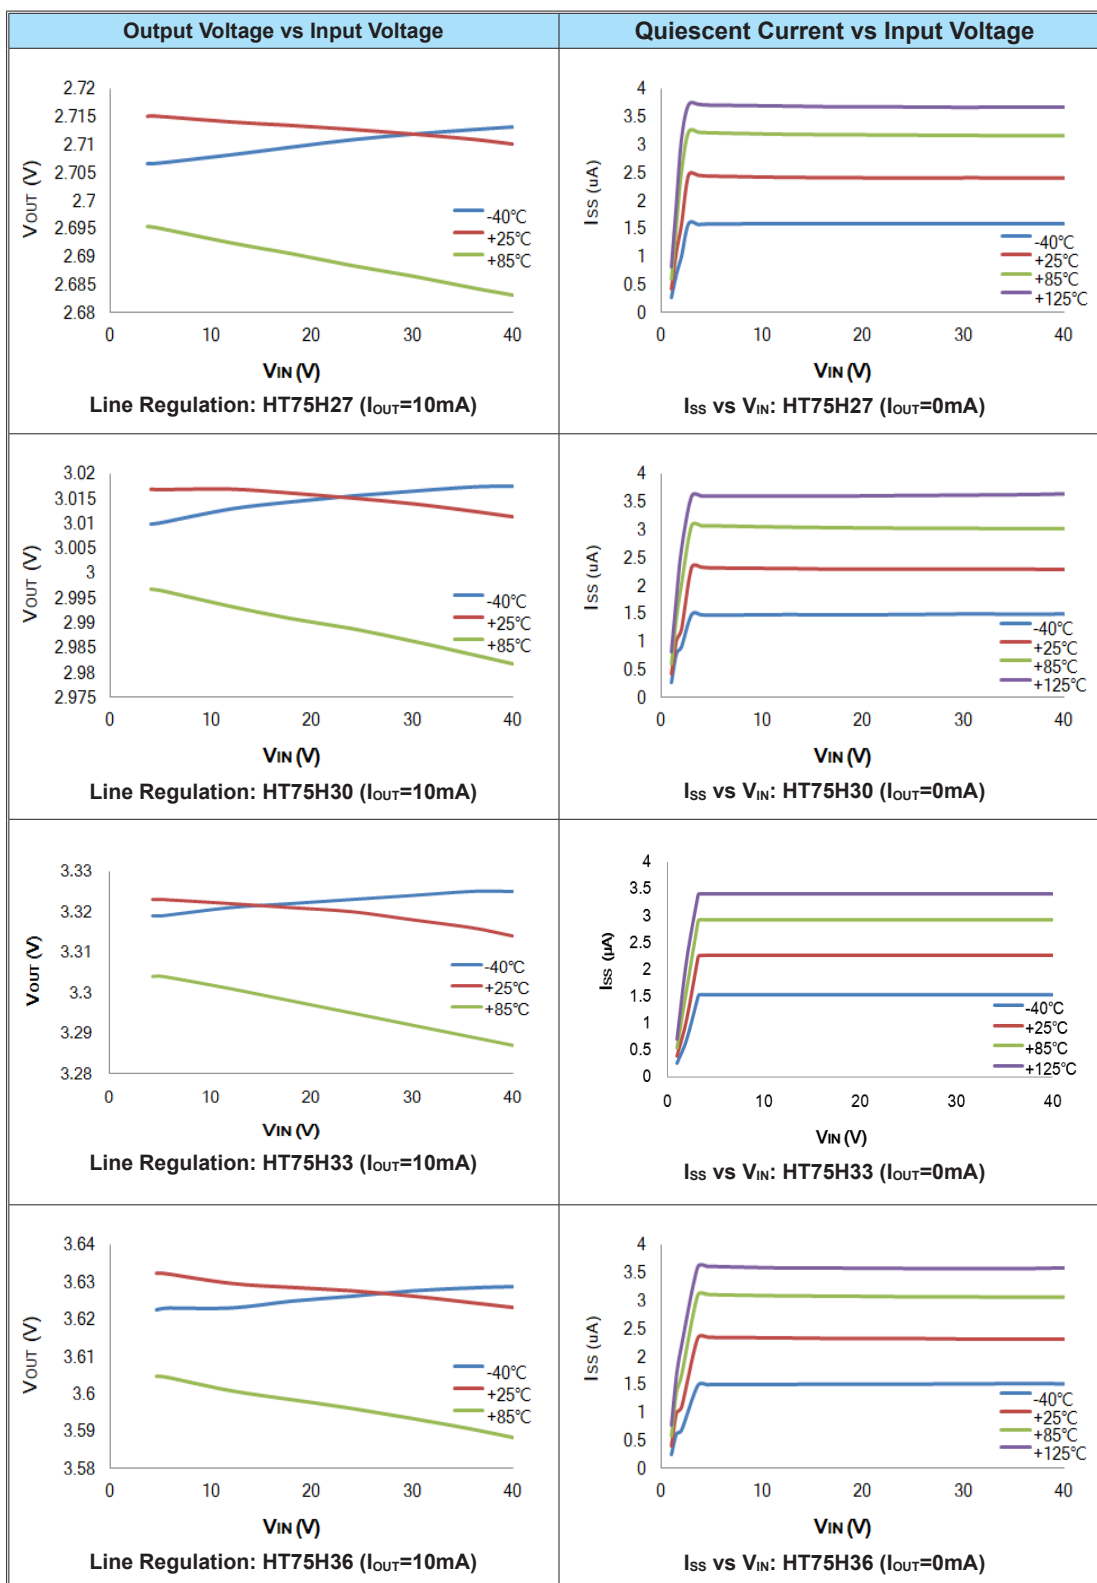 Output Voltage vs Input Voltage
Quiescent Current vs Input Voltage
2.72
2.715
2.71
2.705
2.7
2.695
2.69
2.685
2.68
VOUT (V)
-40℃
+25℃
+85℃
0 10 20 30 40
VIN (V)
Line Regulation: HT75H27 (IOUT=10mA)
4
3.5
3
2.5
2
1.5
1
0.5
0
ISS (uA)
-40℃
+25℃
+85℃
+125℃
0 10 20 30 40
VIN (V)
ISS vs VIN: HT75H27 (IOUT=0mA)
3.02
3.015
3.01
3.005
3
2.995
2.99
2.985
2.98
2.975
VOUT (V)
-40℃
+25℃
+85℃
0 10 20 30 40
VIN (V)
Line Regulation: HT75H30 (IOUT=10mA)
4
3.5
3
2.5
2
1.5
1
0.5
0
ISS (uA)
-40℃
+25℃
+85℃
+125℃
0 10 20 30 40
VIN (V)
ISS vs VIN: HT75H30 (IOUT=0mA)
3.33
3.32
3.31
3.3
3.29
3.28
VOUT (V)
-40℃
+25℃
+85℃
0 10 20 30 40
VIN (V)
Line Regulation: HT75H33 (IOUT=10mA)
4
3.5
3
2.5
2
1.5
1
0.5
0
ISS (µA)
-40℃
+25℃
+85℃
+125℃
0 10 20 30 40
VIN (V)
ISS vs VIN: HT75H33 (IOUT=0mA)
3.64
3.63
3.62
3.61
3.6
3.59
3.58
VOUT (V)
-40℃
+25℃
+85℃
0 10 20 30 40
VIN (V)
Line Regulation: HT75H36 (IOUT=10mA)
4
3.5
3
2.5
2
1.5
1
0.5
0
ISS (uA)
-40℃
+25℃
+85℃
+125℃
0 10 20 30 40
VIN (V)
ISS vs VIN: HT75H36 (IOUT=0mA)